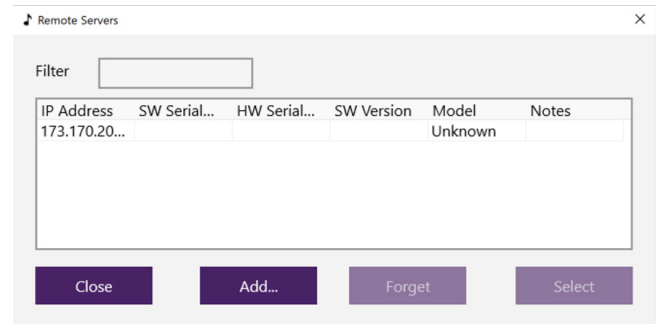 Remote Servers
Filter
IP Address SW Serial... HW Serial... SW Version Model Notes
173.170.20... Unknown
Close Add... Forget Select